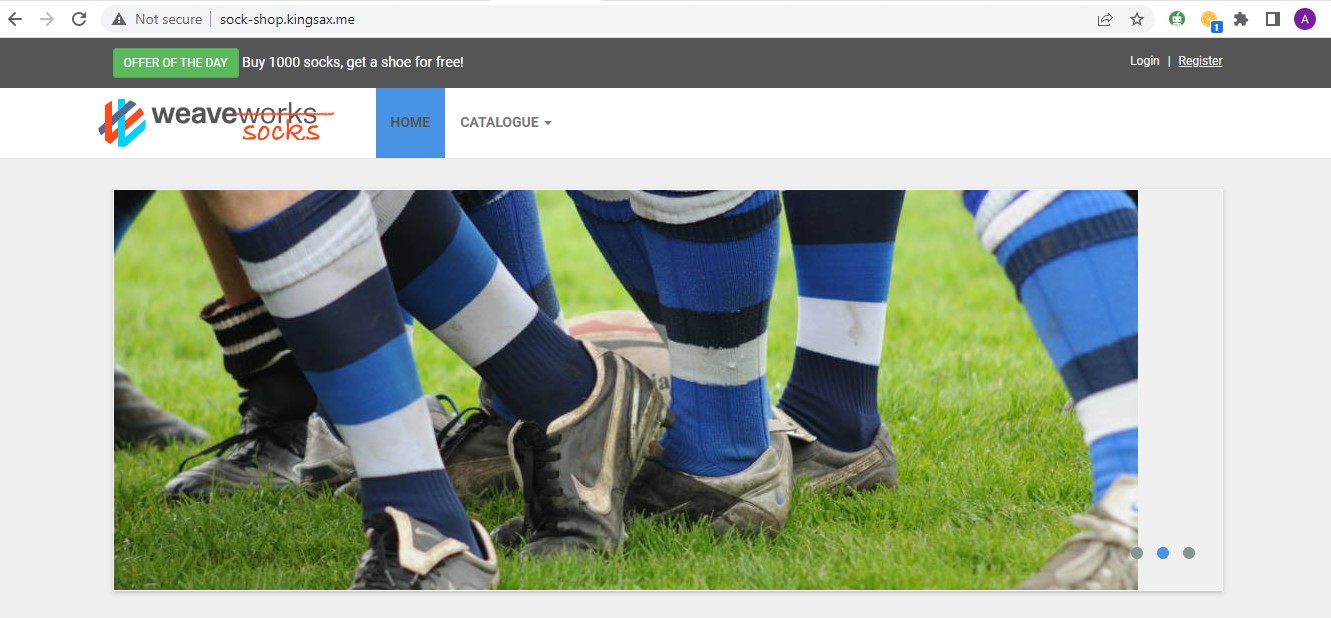 Not secure | sock-shop.kingsax.me
1
A
OFFER OF THE DAY Buy 1000 socks, get a shoe for free!
Login | Register
weaveworks
socks
HOME
CATALOGUE